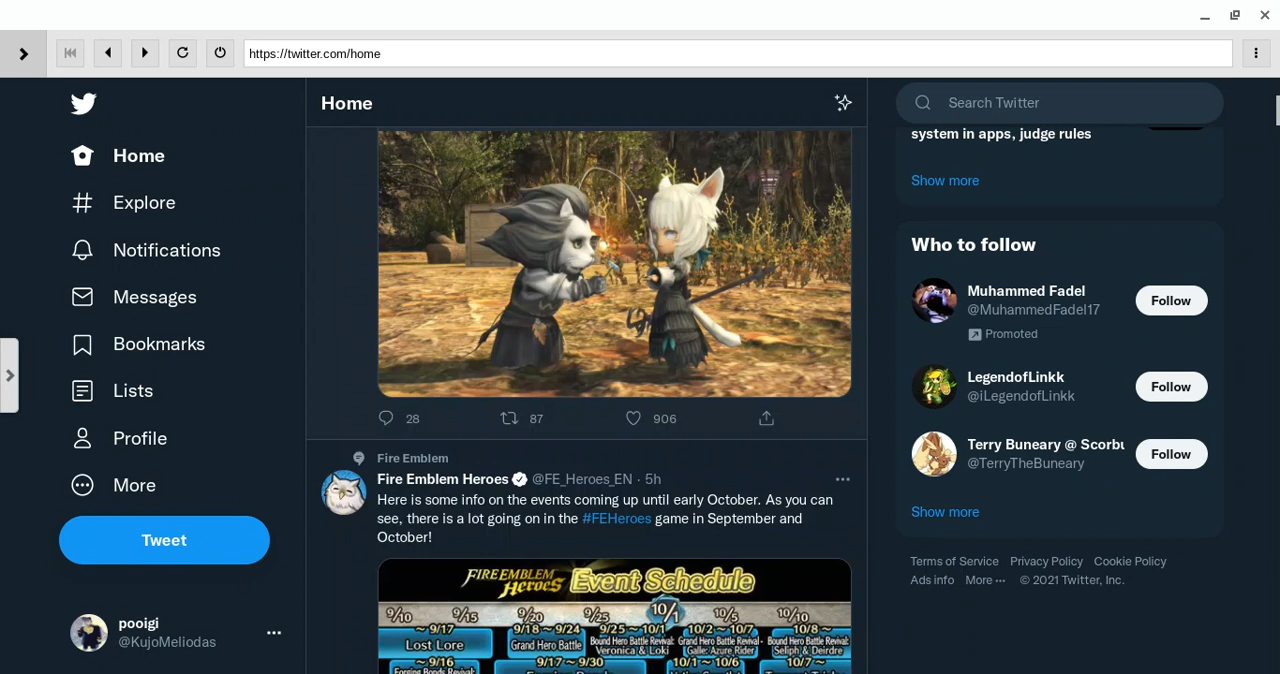 https://twitter.com/home
Home
Explore
Notifications
Messages
Bookmarks
Lists
Profile
More
Tweet
pooigi
@KujoMeliodas
Home
28
87
906
Fire Emblem
Fire Emblem Heroes @FE_Heroes_EN · 5h
Here is some info on the events coming up until early October. As you can
see, there is a lot going on in the #FEHeroes game in September and
October!
FIRE EMBLEM HEROES Event Schedule
9/10 9/15 9/20 9/25 10/1 10/5 10/10
~ 9/17 9/18 ~ 9/24 9/25 ~ 10/1 10/2 ~ 10/7 10/8 ~
Lost Lore Grand Hero Battle Bound Hero Battle Revival: Veronica & Loki Grand Hero Battle Revival- Galle: Azure Rider Bound Hero Battle Revival: Seliph & Deirdre
~ 9/16 9/17 ~ 9/30 10/1 ~ 10/6 10/7 ~
Search Twitter
system in apps, judge rules
Show more
Who to follow
Muhammed Fadel
@MuhammedFadel17
Follow
Promoted
LegendofLinkk
@iLegendofLinkk
Follow
Terry Buneary @ Scorbu
@TerryTheBuneary
Follow
Show more
Terms of Service Privacy Policy Cookie Policy
Ads info More ··· © 2021 Twitter, Inc.